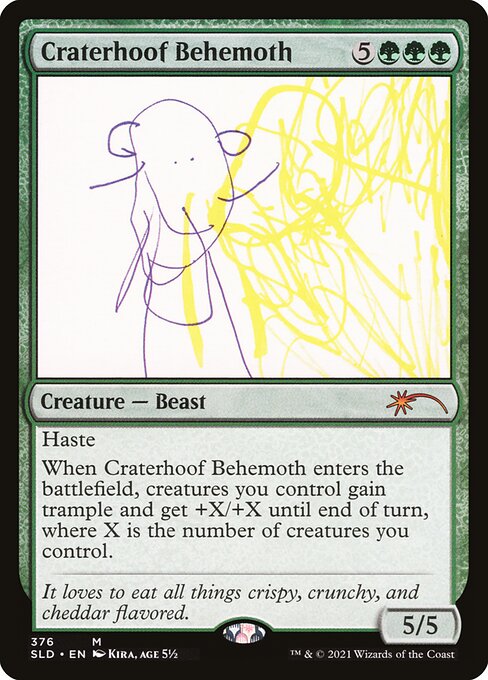 Craterhoof Behemoth 5
Creature — Beast
Haste
When Craterhoof Behemoth enters the
battlefield, creatures you control gain
trample and get +X/+X until end of turn,
where X is the number of creatures you
control.
It loves to eat all things crispy, crunchy, and
cheddar flavored.
5/5
376 M
SLD • EN Kira, age 5½ ™ & © 2021 Wizards of the Coast